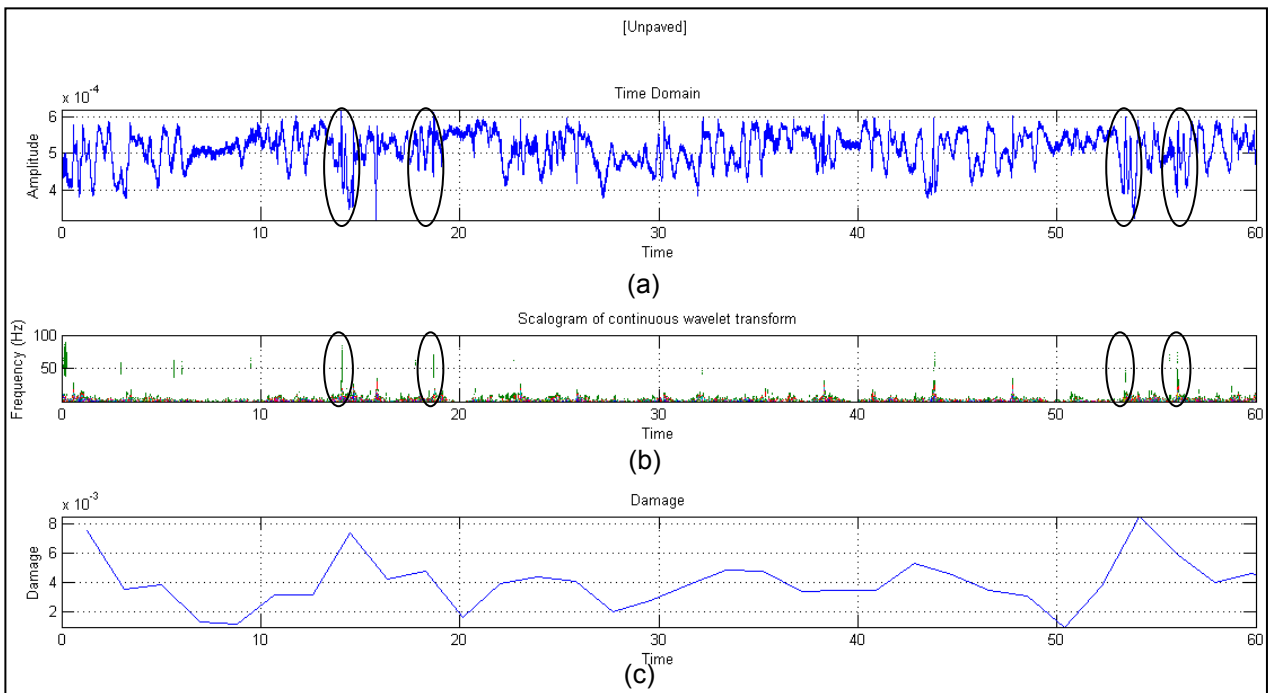 [Unpaved]
Time Domain
x 10⁻⁴
6
5
4
Amplitude
0 10 20 30 40 50 60
Time
(a)
Scalogram of continuous wavelet transform
100
50
Frequency (Hz)
0 10 20 30 40 50 60
Time
(b)
Damage
x 10⁻³
8
6
4
2
Damage
0 10 20 30 40 50 60
Time
(c)